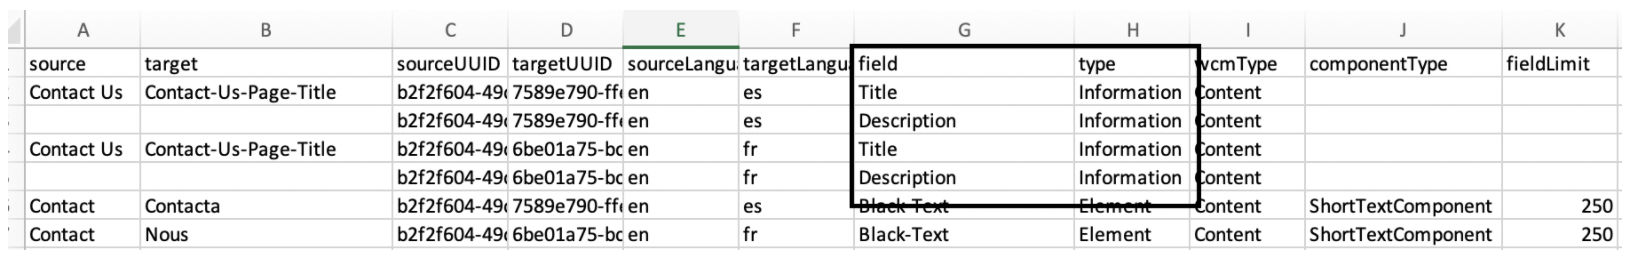 A B C D E F G H I J K
source target sourceUUID targetUUID sourceLangu targetLangu field type wcmType componentType fieldLimit
Contact Us Contact-Us-Page-Title b2f2f604-49 7589e790-ff en es Title Information Content
b2f2f604-49 7589e790-ff en es Description Information Content
Contact Us Contact-Us-Page-Title b2f2f604-49 6be01a75-bc en fr Title Information Content
b2f2f604-49 6be01a75-bc en fr Description Information Content
Contact Contacta b2f2f604-49 7589e790-ff en es Black-Text Element Content ShortTextComponent 250
Contact Nous b2f2f604-49 6be01a75-bc en fr Black-Text Element Content ShortTextComponent 250